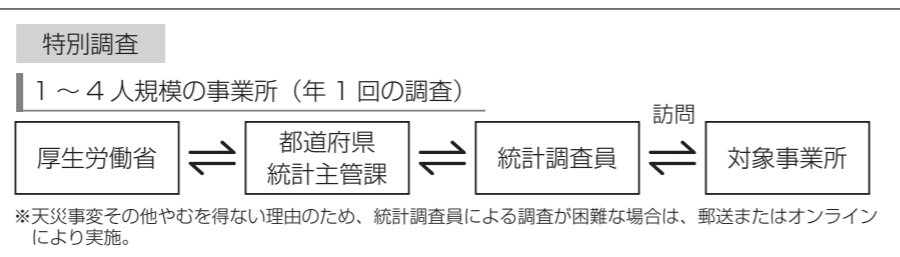 特別調査
1～4人規模の事業所（年1回の調査）
訪問
厚生労働省
都道府県
統計主管課
統計調査員
対象事業所
※天災事変その他やむを得ない理由のため、統計調査員による調査が困難な場合は、郵送またはオンライン
により実施。